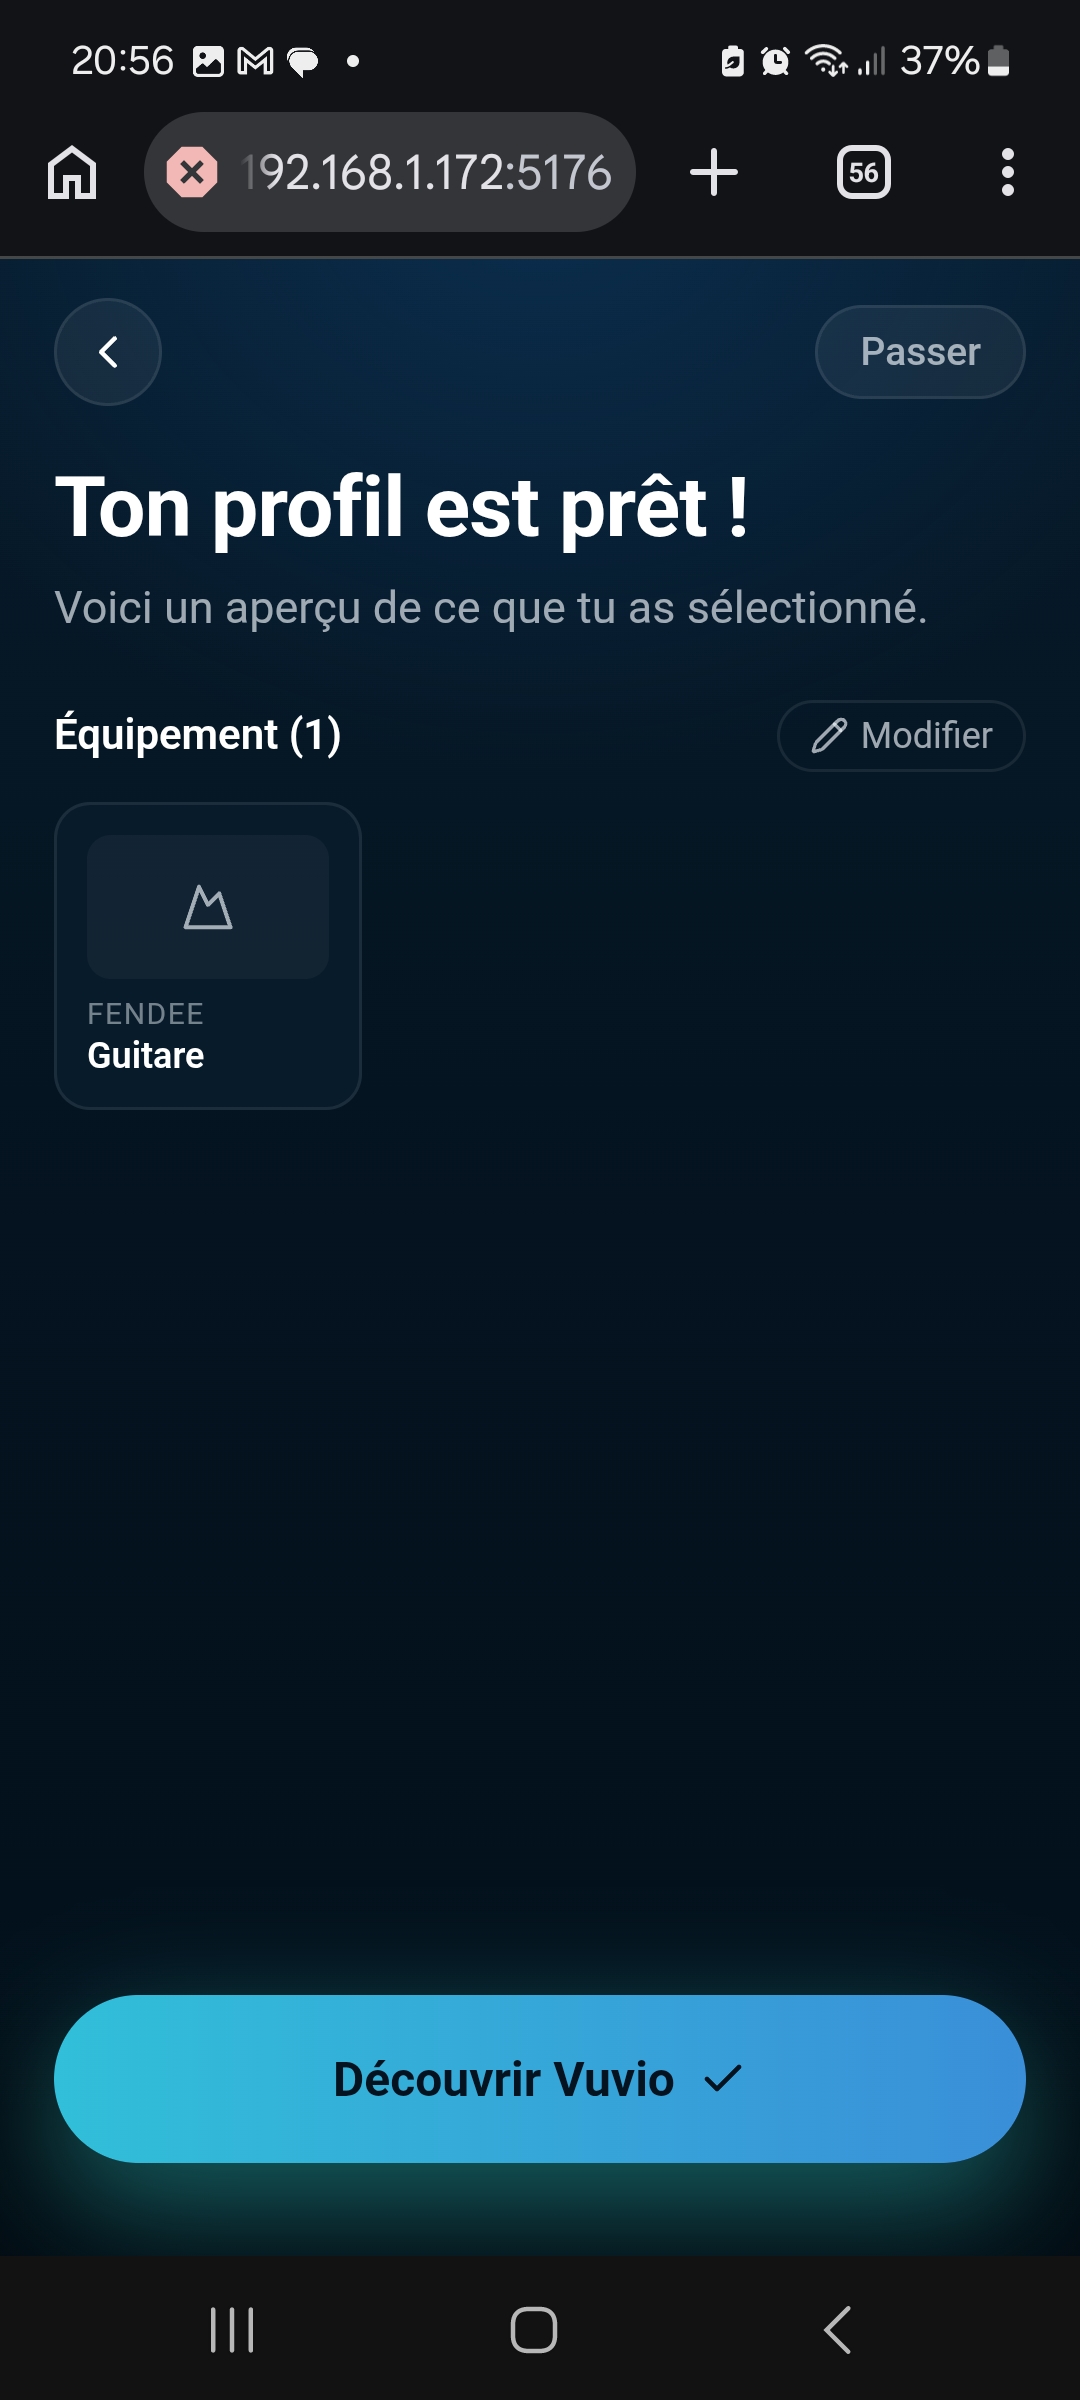 20:56 37%
192.168.1.172:5176 56
Passer
Ton profil est prêt !
Voici un aperçu de ce que tu as sélectionné.
Équipement (1) Modifier
FENDEE
Guitare
Découvrir Vuvio